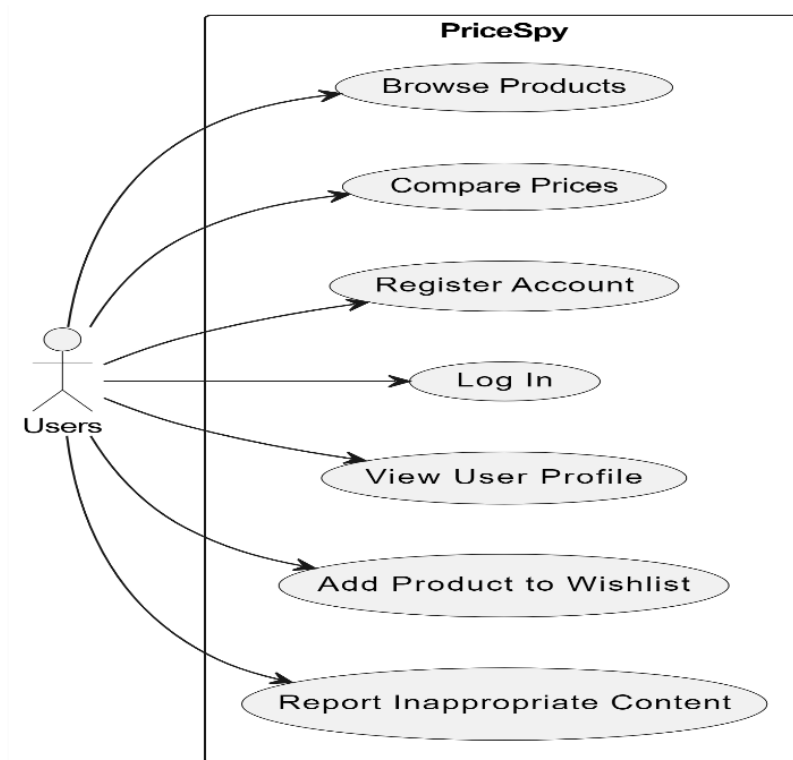 PriceSpy
Browse Products
Compare Prices
Register Account
Log In
Users
View User Profile
Add Product to Wishlist
Report Inappropriate Content